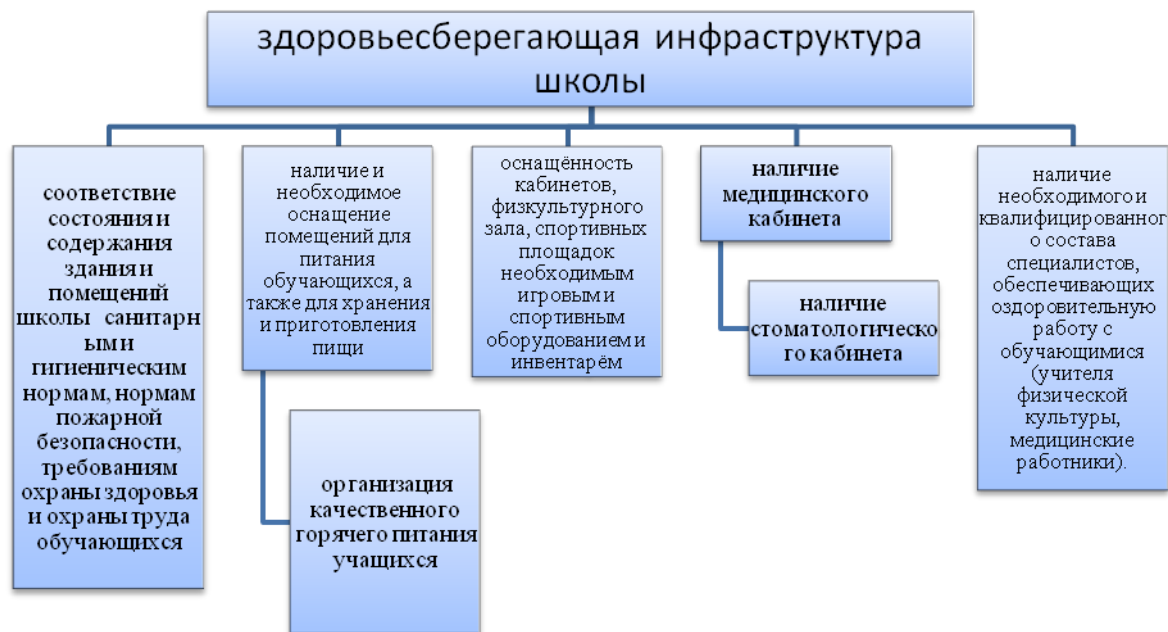 здоровьесберегающая инфраструктура
школы
соответствие
состояния и
содержания
здания и
помещений
школы санитарн
ым и
гигиеническим
нормам, нормам
пожарной
безопасности,
требованиям
охраны здоровья
и охраны труда
обучающихся
наличие и
необходимое
оснащение
помещений для
питания
обучающихся, а
также для хранения
и приготовления
пищи
организация
качественного
горячего питания
учащихся
оснащённость
кабинетов,
физкультурного
зала, спортивных
площадок
необходимым
игровым и
спортивным
оборудованием и
инвентарём
наличие
медицинского
кабинета
наличие
стоматологическо
го кабинета
наличие
необходимого и
квалифицированног
о состава
специалистов,
обеспечивающих
оздоровительную
работу с
обучающимися
(учителя
физической
культуры,
медицинские
работники).